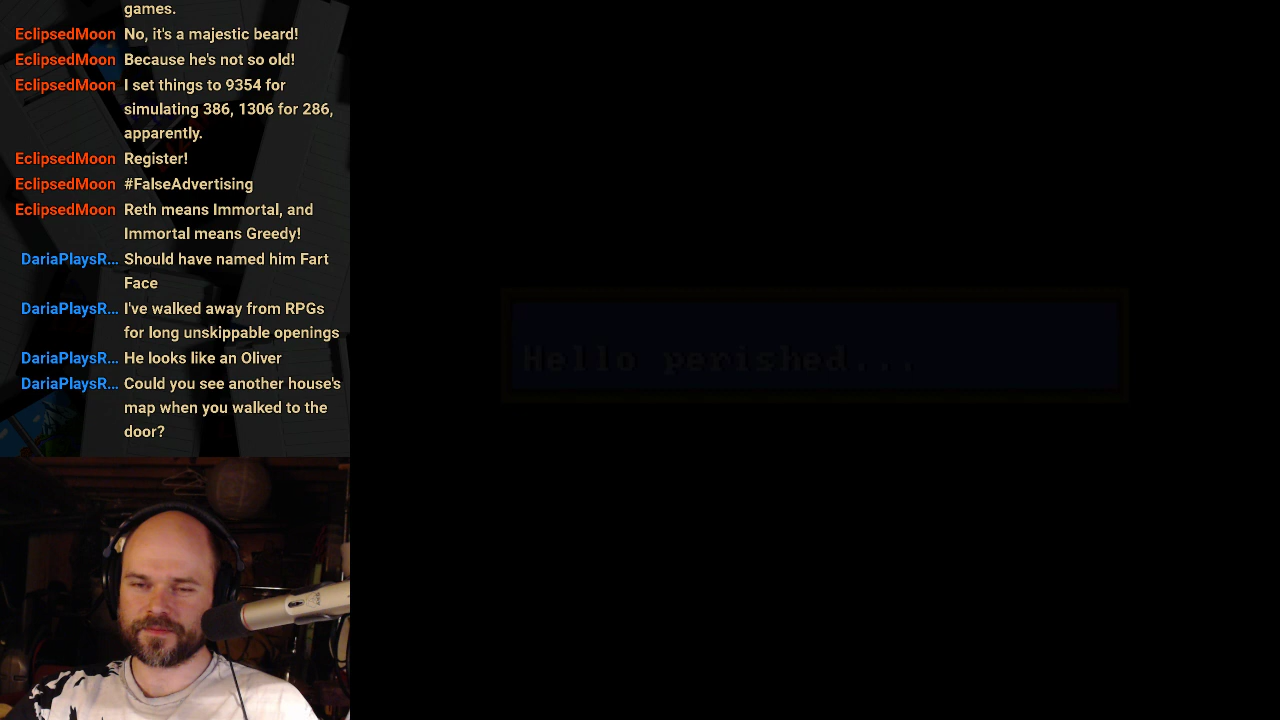 games.
EclipsedMoon No, it's a majestic beard!
EclipsedMoon Because he's not so old!
EclipsedMoon I set things to 9354 for
simulating 386, 1306 for 286,
apparently.
EclipsedMoon Register!
EclipsedMoon #FalseAdvertising
EclipsedMoon Reth means Immortal, and
Immortal means Greedy!
DariaPlaysR... Should have named him Fart
Face
DariaPlaysR... I've walked away from RPGs
for long unskippable openings
DariaPlaysR... He looks like an Oliver
DariaPlaysR... Could you see another house's
map when you walked to the
door?
Hello perished...